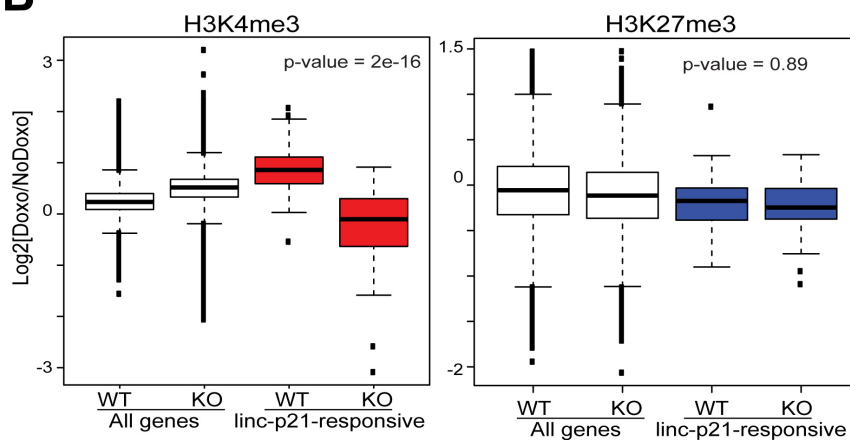 B
H3K4me3
p-value = 2e-16
Log2[Doxo/NoDoxo]
3
0
-3
WT KO WT KO
All genes linc-p21-responsive
H3K27me3
p-value = 0.89
1.5
0
-2
WT KO WT KO
All genes linc-p21-responsive